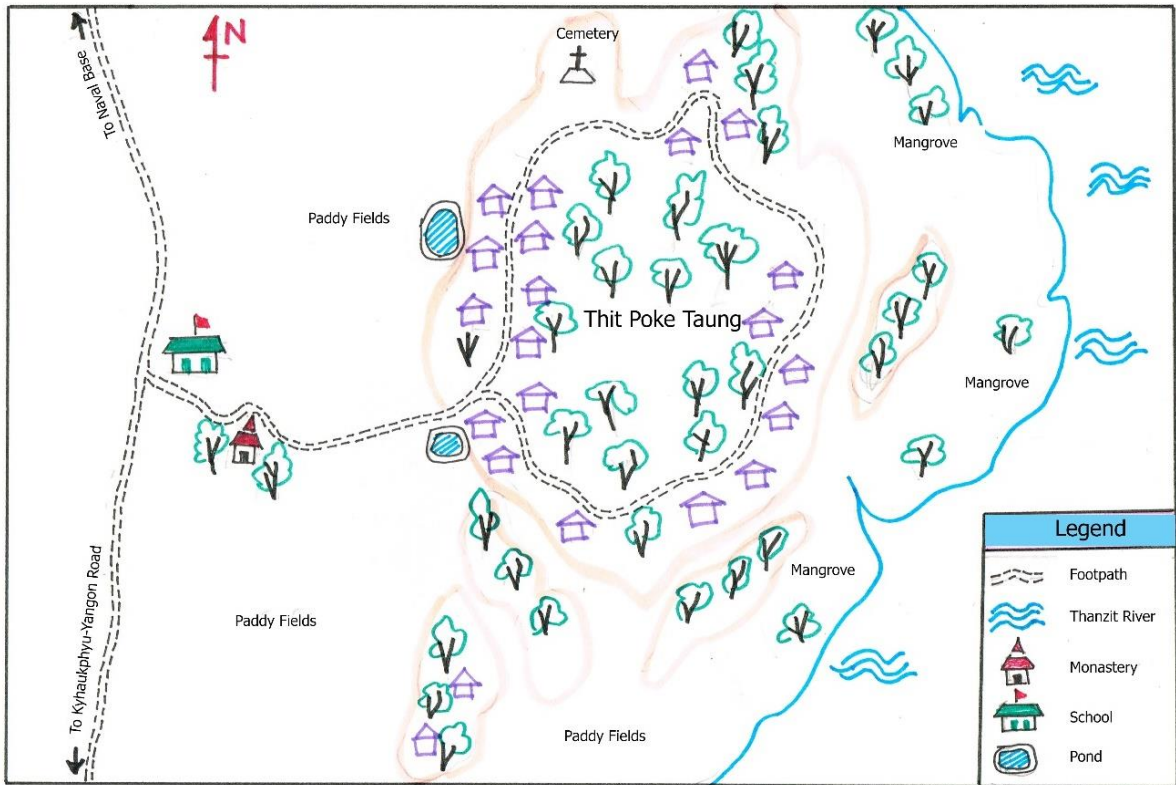 To Naval Base
N
Cemetery
Mangrove
Paddy Fields
Thit Poke Taung
Mangrove
To Kyhaukphyu-Yangon Road
Mangrove
Paddy Fields
Paddy Fields
Legend
Footpath
Thanzit River
Monastery
School
Pond